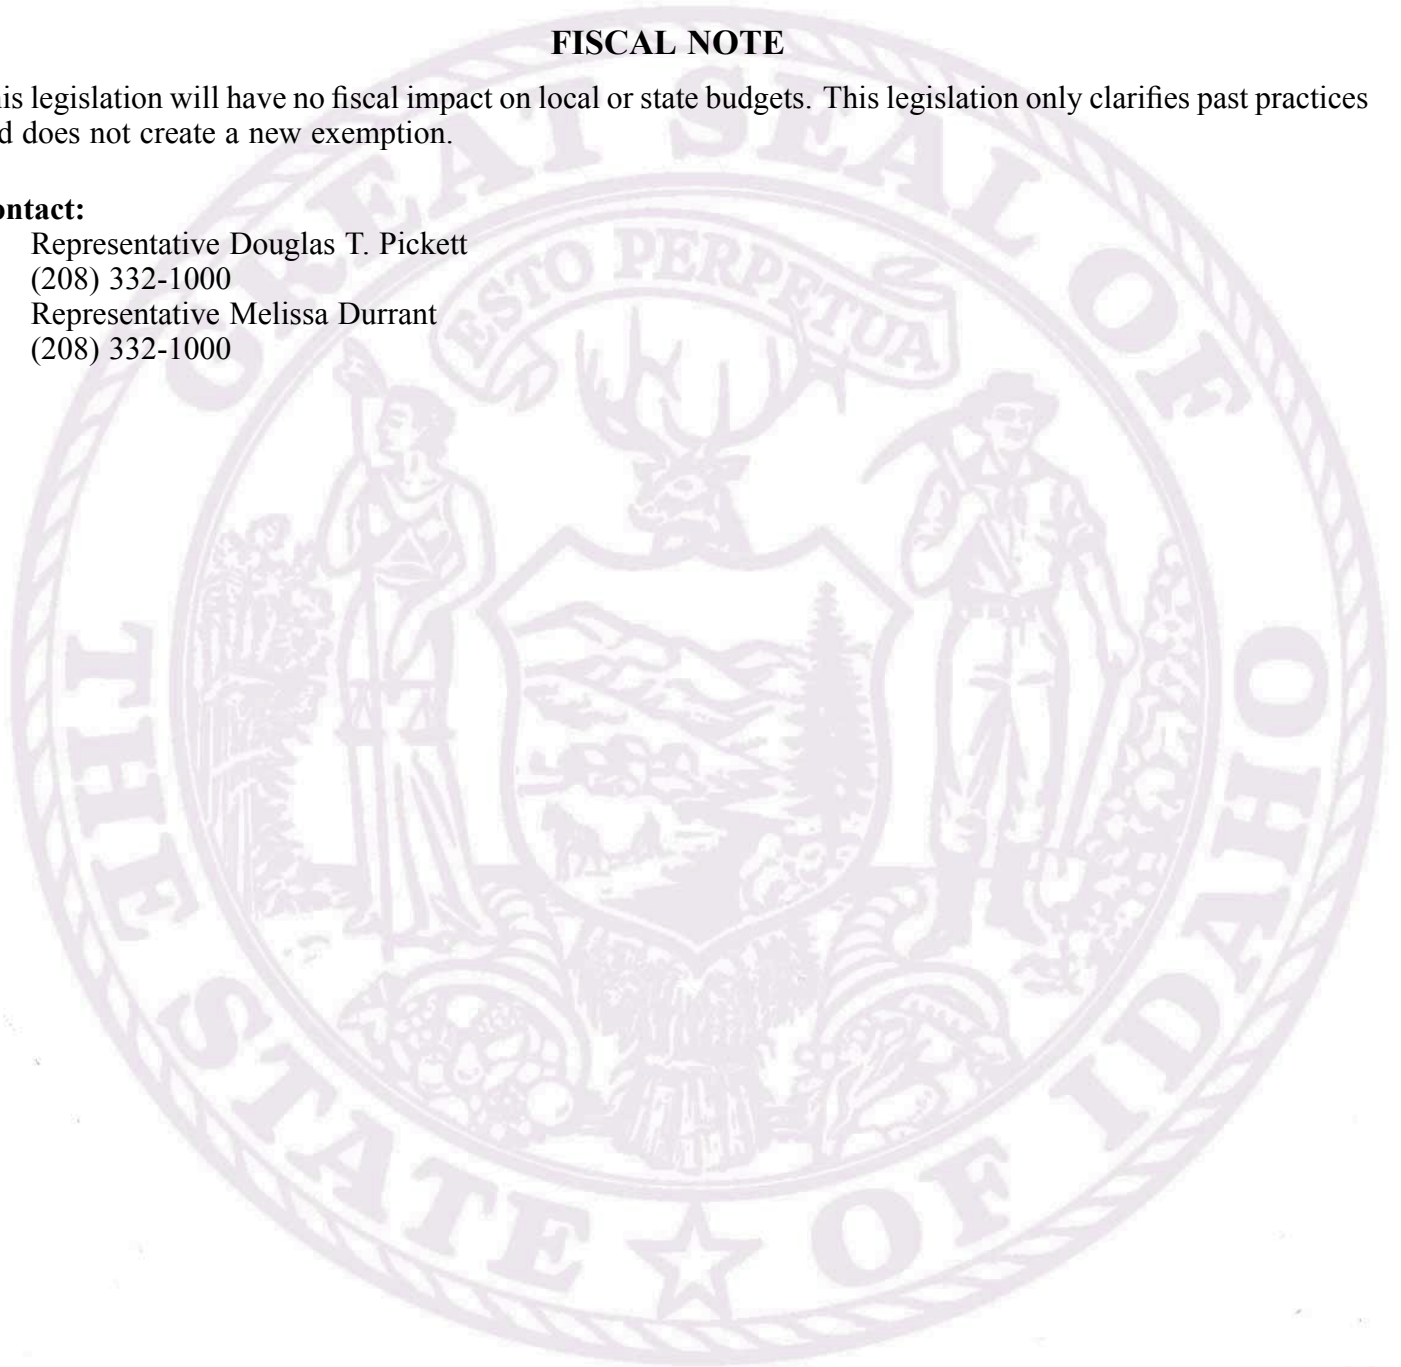 FISCAL NOTE
his legislation will have no fiscal impact on local or state budgets. This legislation only clarifies past practices
d does not create a new exemption.
ontact:
Representative Douglas T. Pickett
(208) 332-1000
Representative Melissa Durrant
(208) 332-1000
GREAT SEAL OF
ESTO PERPETUA
THE STATE OF IDAHO